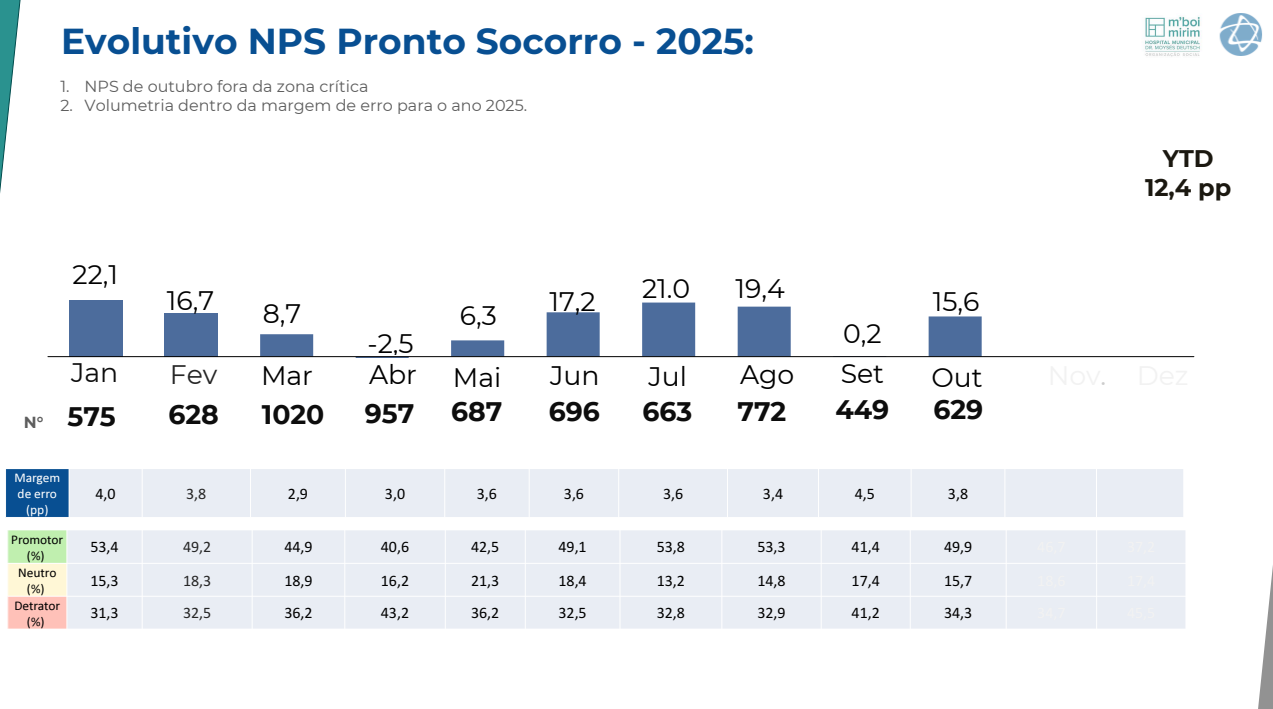 Evolutivo NPS Pronto Socorro - 2025:
m'boi
mirim
HOSPITAL MUNICIPAL
DR. MOYSÉS DEUTSCH
ORGANIZAÇÃO SOCIAL
1. NPS de outubro fora da zona crítica
2. Volumetria dentro da margem de erro para o ano 2025.
YTD
12,4 pp
22,1 16,7 8,7 -2,5 6,3 17,2 21.0 19,4 0,2 15,6
Jan Fev Mar Abr Mai Jun Jul Ago Set Out Nov. Dez
Nº 575 628 1020 957 687 696 663 772 449 629
Margem
de erro
(pp)
4,0 3,8 2,9 3,0 3,6 3,6 3,6 3,4 4,5 3,8
Promotor
(%)
53,4 49,2 44,9 40,6 42,5 49,1 53,8 53,3 41,4 49,9
Neutro
(%)
15,3 18,3 18,9 16,2 21,3 18,4 13,2 14,8 17,4 15,7
Detrator
(%)
31,3 32,5 36,2 43,2 36,2 32,5 32,8 32,9 41,2 34,3